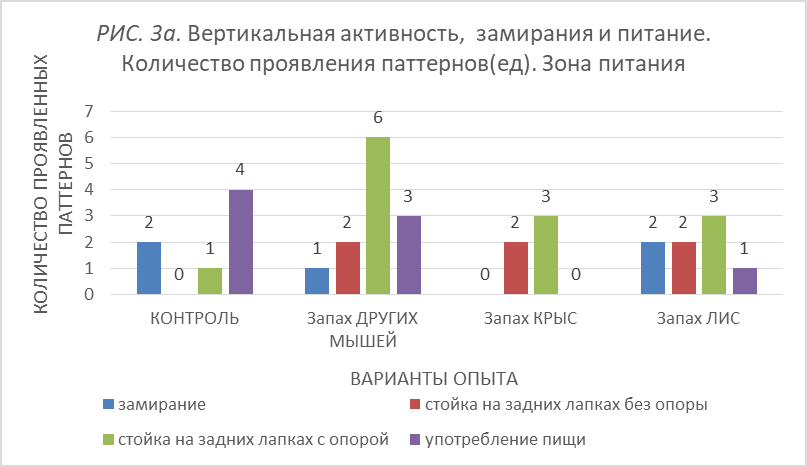 РИС. 3а. Вертикальная активность, замирания и питание.
Количество проявления паттернов(ед). Зона питания
КОЛИЧЕСТВО ПРОЯВЛЕННЫХ
ПАТТЕРНОВ
7
6
5
4
3
2
1
0
2
0
1
4
1
2
6
3
0
2
3
0
2
2
3
1
КОНТРОЛЬ
Запах ДРУГИХ
МЫШЕЙ
Запах КРЫС
Запах ЛИС
ВАРИАНТЫ ОПЫТА
замирание
стойка на задних лапках без опоры
стойка на задних лапках с опорой
употребление пищи